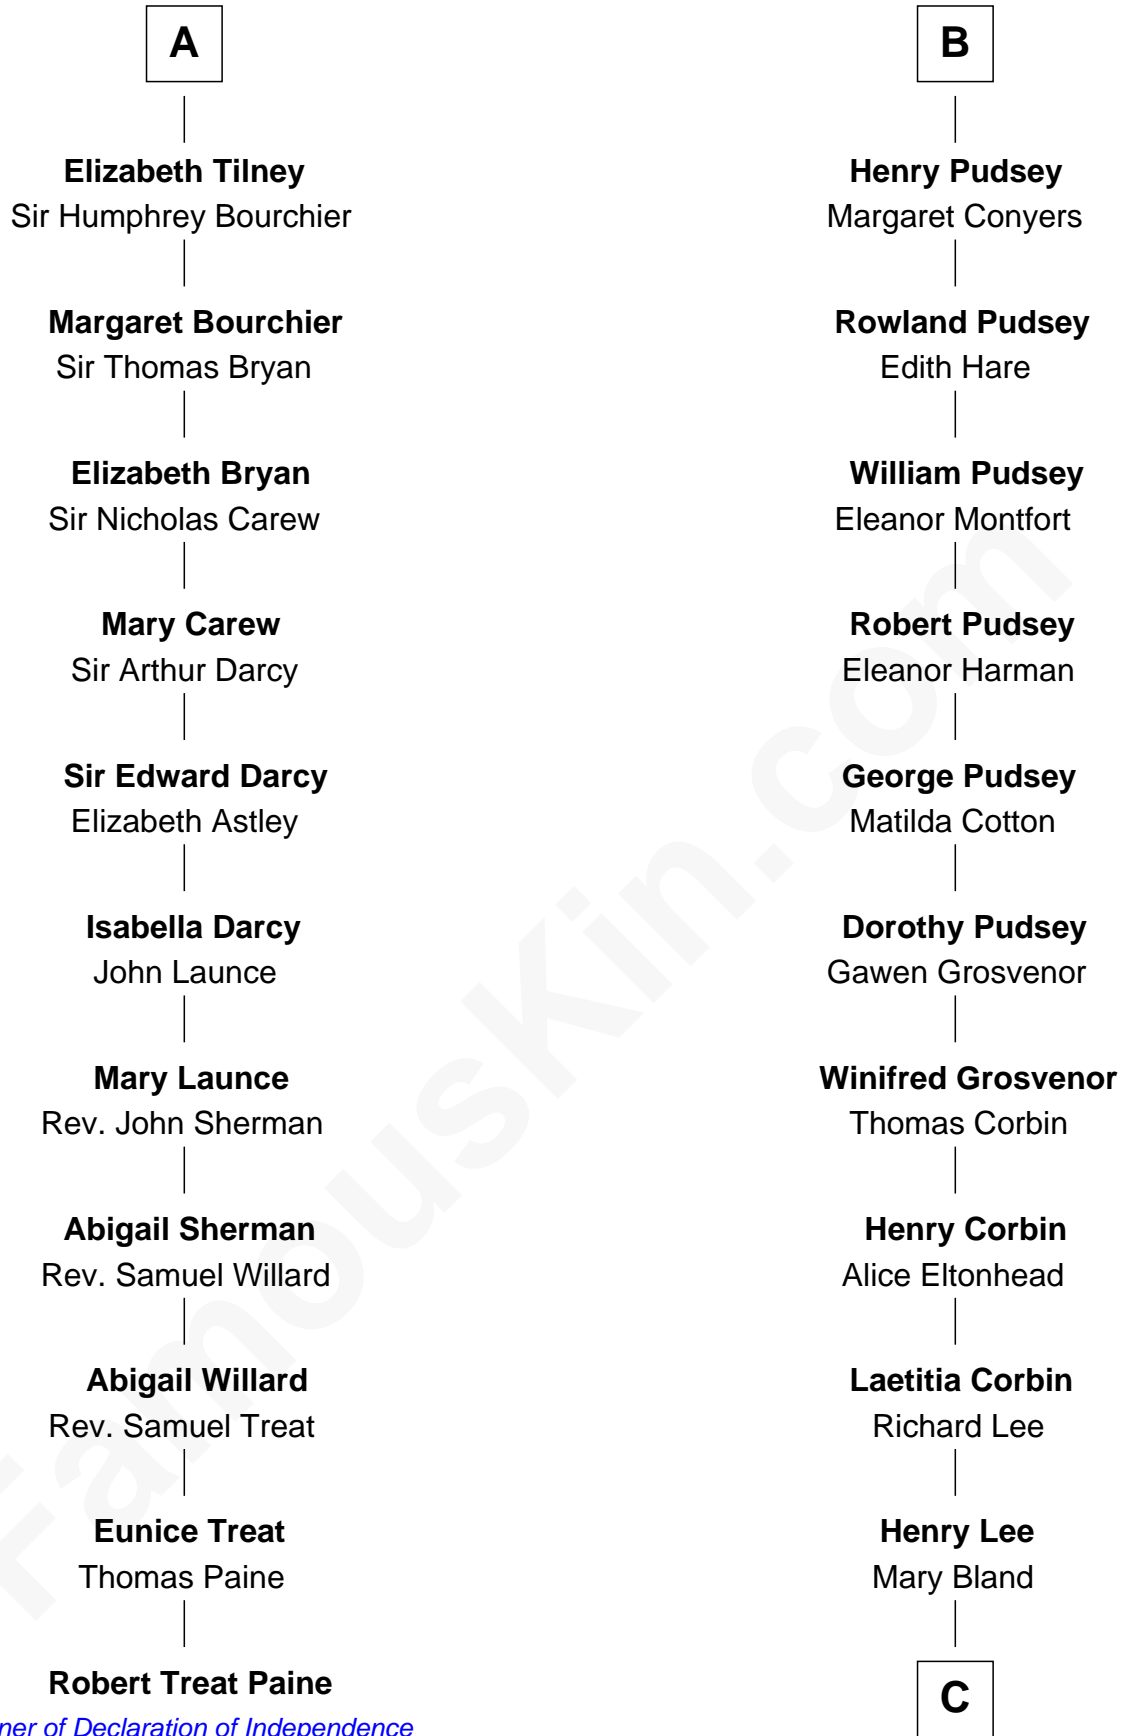 A
Elizabeth Tilney
Sir Humphrey Bourchier
Margaret Bourchier
Sir Thomas Bryan
Elizabeth Bryan
Sir Nicholas Carew
Mary Carew
Sir Arthur Darcy
Sir Edward Darcy
Elizabeth Astley
Isabella Darcy
John Launce
Mary Launce
Rev. John Sherman
Abigail Sherman
Rev. Samuel Willard
Abigail Willard
Rev. Samuel Treat
Eunice Treat
Thomas Paine
Robert Treat Paine
of Declaration of Independence
B
Henry Pudsey
Margaret Conyers
Rowland Pudsey
Edith Hare
William Pudsey
Eleanor Montfort
Robert Pudsey
Eleanor Harman
George Pudsey
Matilda Cotton
Dorothy Pudsey
Gawen Grosvenor
Winifred Grosvenor
Thomas Corbin
Henry Corbin
Alice Eltonhead
Laetitia Corbin
Richard Lee
Henry Lee
Mary Bland
C
FamousKin.com